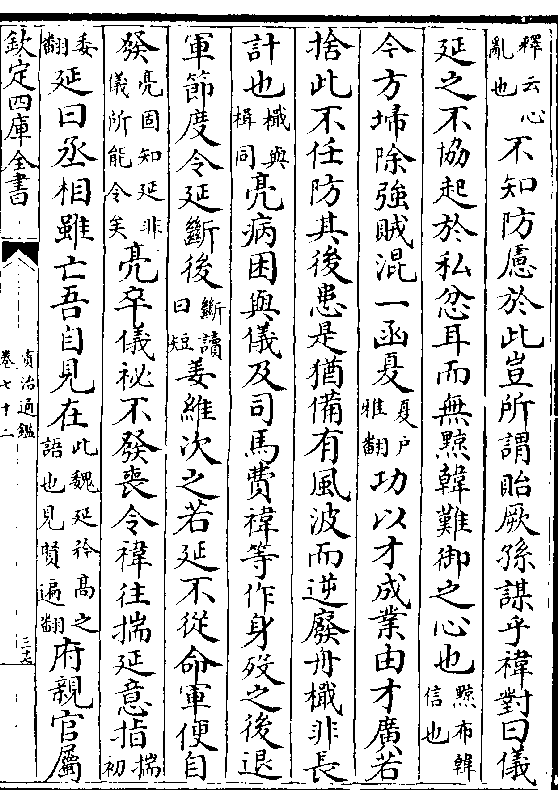 釋云心亂也不知防慮於此豈所謂貽厥孫謀乎禕對曰儀
延之不協起於私忿耳而無黥韓難御之心也黥布韓信也
今方埽除強賊混一函夏夏户雅翻功以才成業由才廣若
捨此不任防其後患是猶備有風波而逆廢舟檝非長
計也檝與楫同亮病困與儀及司馬費禕等作身歿之後退
軍節度令延斷後斷讀曰短姜維次之若延不從命軍便自
發亮固知延非儀所能令矣亮卒儀祕不發喪令禕往揣延意指揣初
委翻延曰丞相雖亡吾自見在此魏延矜髙之語也見賢遍翻府親官屬
欽定四庫全書
資治通鑑
卷七十二